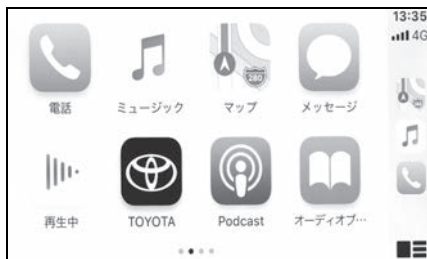 13:35
4G
電話
ミュージック
マップ
メッセージ
280
再生中
TOYOTA
Podcast
オーディオブ…